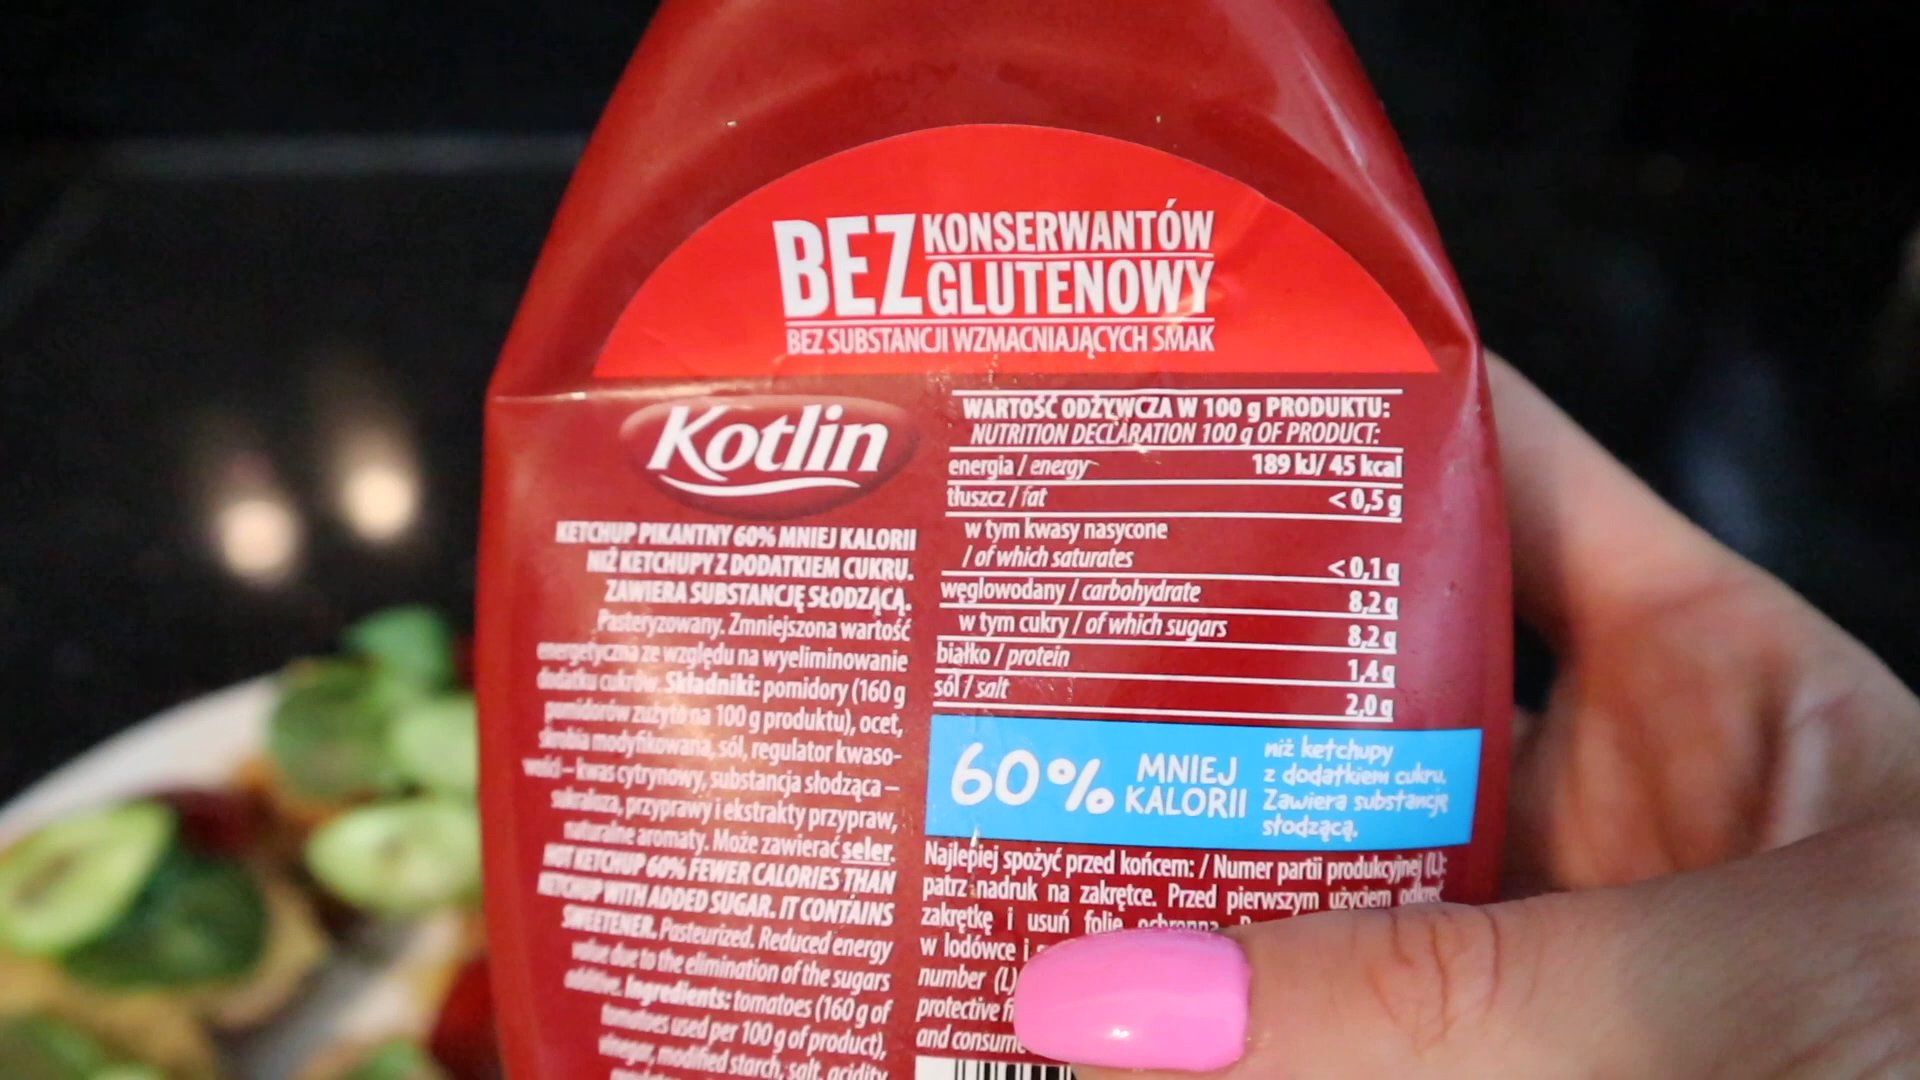 BEZ KONSERWANTÓW
GLUTENOWY
BEZ SUBSTANCJI WZMACNIAJĄCYCH SMAK
Kotlin
KETCHUP PIKANTNY 60% MNIEJ KALORII
NIŻ KETCHUPY Z DODATKIEM CUKRU.
ZAWIERA SUBSTANCJĘ SŁODZĄCĄ.
Pasteryzowany. Zmniejszona wartość
energetyczna ze względu na wyeliminowanie
dodatku cukrów. Składniki: pomidory (160 g
pomidorów zużyto na 100 g produktu), ocet,
skrobia modyfikowana, sól, regulator kwaso-
wości – kwas cytrynowy, substancja słodząca –
sukraloza, przyprawy i ekstrakty przypraw,
naturalne aromaty. Może zawierać seler.
HOT KETCHUP 60% FEWER CALORIES THAN
KETCHUP WITH ADDED SUGAR. IT CONTAINS
SWEETENER. Pasteurized. Reduced energy
value due to the elimination of the sugars
additive. Ingredients: tomatoes (160 g of
tomatoes used per 100 g of product),
vinegar, modified starch, salt, acidity
WARTOŚĆ ODŻYWCZA W 100 g PRODUKTU:
NUTRITION DECLARATION 100 g OF PRODUCT:
energia / energy 189 kJ/ 45 kcal
tłuszcz / fat < 0,5 g
w tym kwasy nasycone
/ of which saturates < 0,1 g
węglowodany / carbohydrate 8,2 g
w tym cukry / of which sugars 8,2 g
białko / protein 1,4 g
sól / salt 2,0 g
60% MNIEJ KALORII
niż ketchupy
z dodatkiem cukru.
Zawiera substancję
słodzącą.
Najlepiej spożyć przed końcem: / Numer partii produkcyjnej (L):
patrz nadruk na zakrętce. Przed pierwszym użyciem odkręć
zakrętkę i usuń folię
w lodówce i
number (L)
protective
and